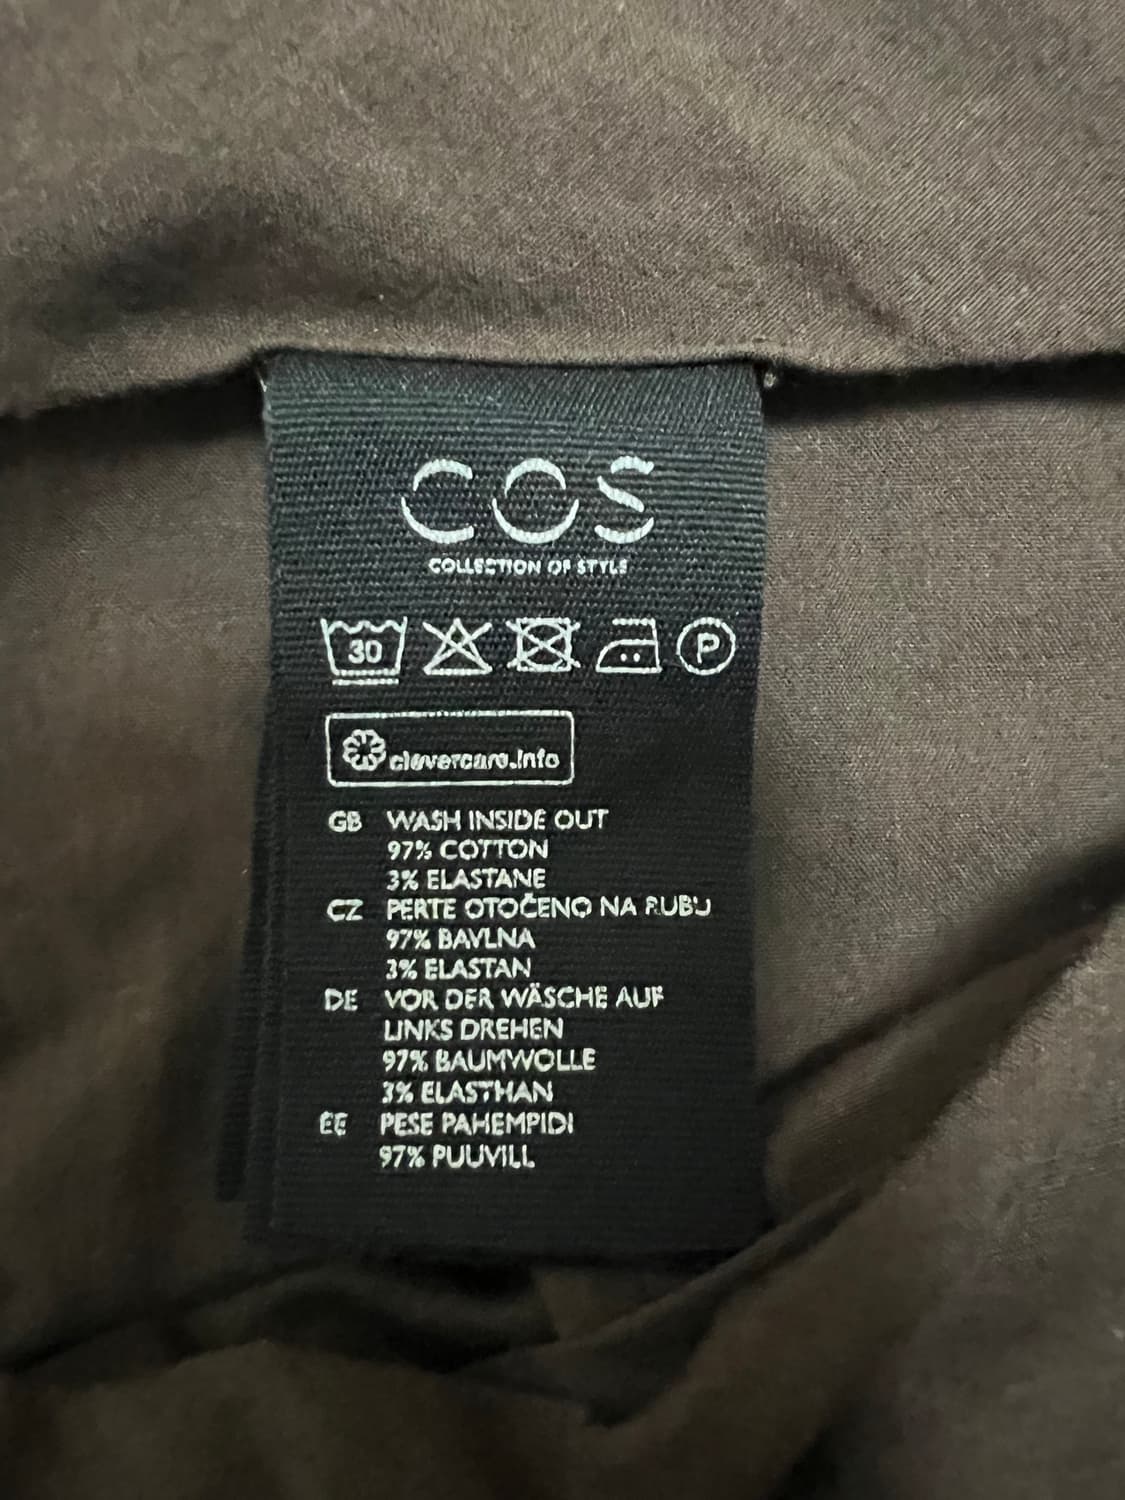 COS
COLLECTION OF STYLE
30 P
clevercare.info
GB WASH INSIDE OUT
97% COTTON
3% ELASTANE
CZ PERTE OTOČENO NA RUBU
97% BAVLNA
3% ELASTAN
DE VOR DER WÄSCHE AUF
LINKS DREHEN
97% BAUMWOLLE
3% ELASTHAN
EE PESE PAHEMPIDI
97% PUUVILL